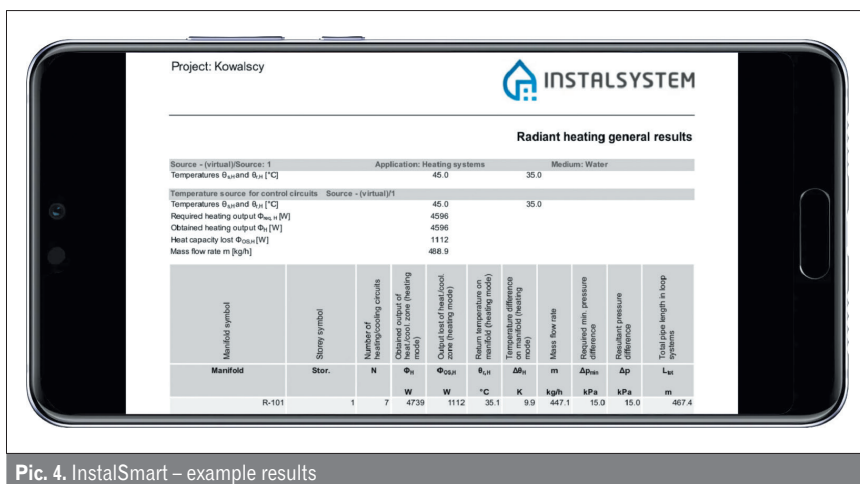 Project: Kowalscy
INSTALSYSTEM
Radiant heating general results
Source - (virtual)/Source: 1 Application: Heating systems Medium: Water
Temperatures θs,H and θr,H [°C] 45.0 35.0
Temperature source for control circuits Source - (virtual)/1
Temperatures θs,H and θr,H [°C] 45.0 35.0
Required heating output Φreq, H [W] 4596
Obtained heating output ΦH [W] 4596
Heat capacity lost ΦOS,H [W] 1112
Mass flow rate m [kg/h] 488.9
Manifold symbol
Storey symbol
Number of
heating/cooling circuits
Obtained output of
heat./cool. zone (heating
mode)
Output lost of heat./cool.
zone (heating mode)
Return temperature on
manifold (heating mode)
Temperature difference
on manifold (heating
mode)
Mass flow rate
Required min. pressure
difference
Resultant pressure
difference
Total pipe length in loop
systems
Manifold Stor. N ΦH ΦOS,H θr,H ΔθH m Δpmin Δp Ltot
W W °C K kg/h kPa kPa m
R-101 1 7 4739 1112 35.1 9.9 447.1 15.0 15.0 467.4
Pic. 4. InstalSmart – example results